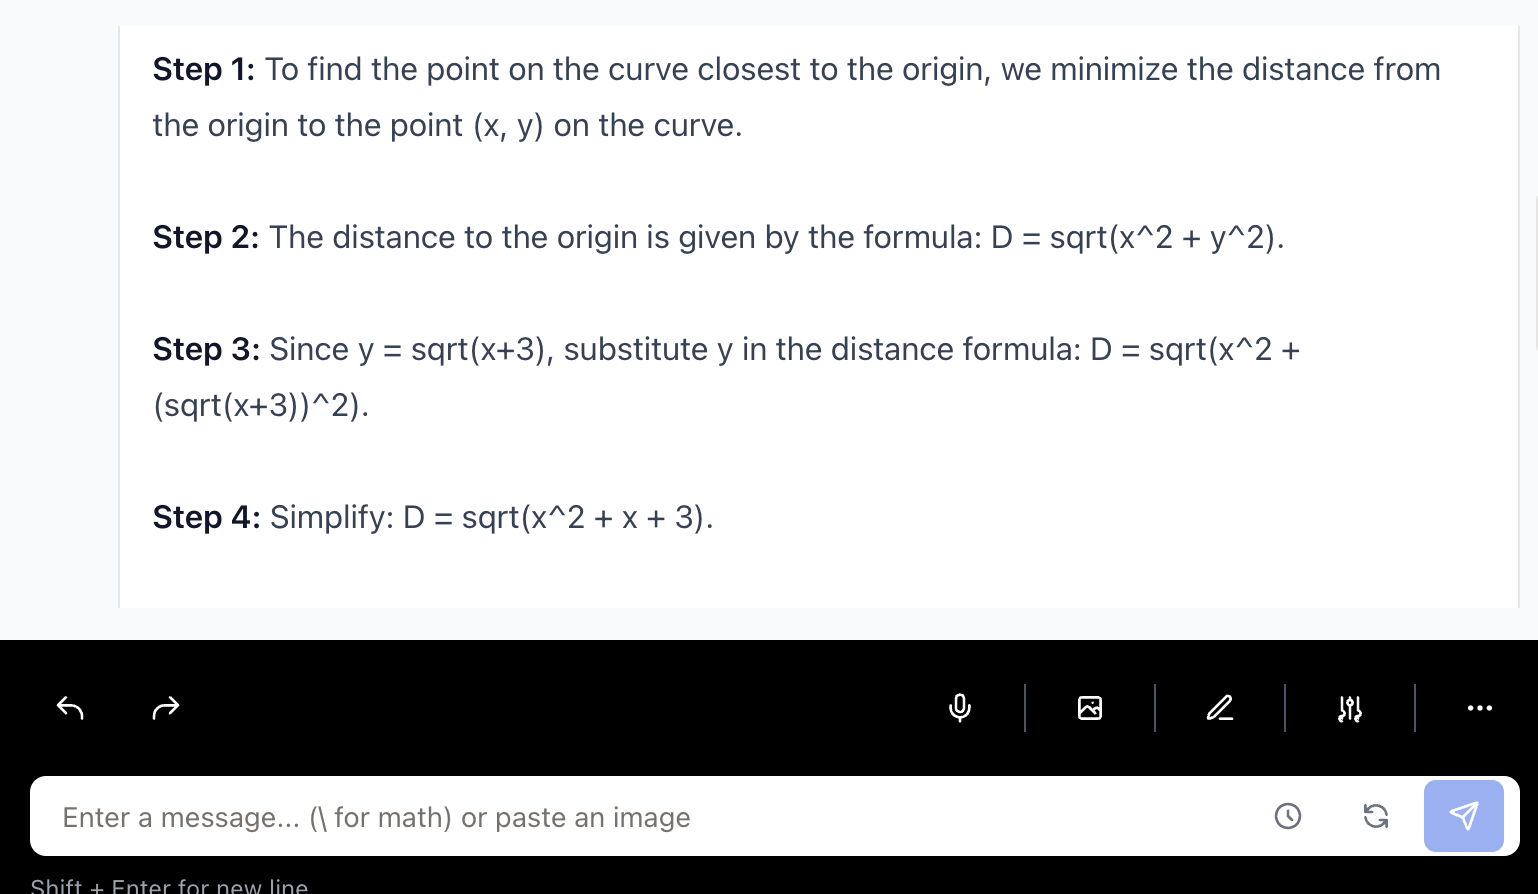 Step 1: To find the point on the curve closest to the origin, we minimize the distance from
the origin to the point (x, y) on the curve.
Step 2: The distance to the origin is given by the formula: D = sqrt(x^2 + y^2).
Step 3: Since y = sqrt(x+3), substitute y in the distance formula: D = sqrt(x^2 +
(sqrt(x+3))^2).
Step 4: Simplify: D = sqrt(x^2 + x + 3).
Enter a message... (\ for math) or paste an image
Shift + Enter for new line